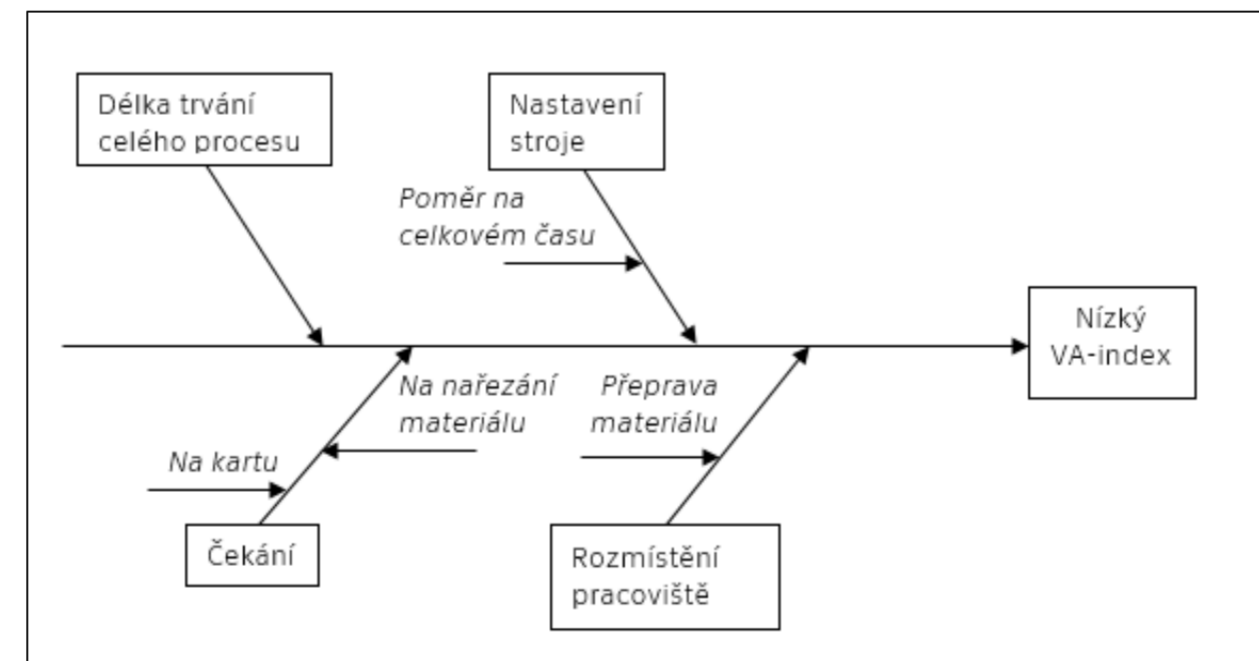 Délka trvání
celého procesu
Nastavení
stroje
Poměr na
celkovém času
Nízký
VA-index
Na nařezání
materiálu
Přeprava
materiálu
Na kartu
Čekání
Rozmístění
pracoviště